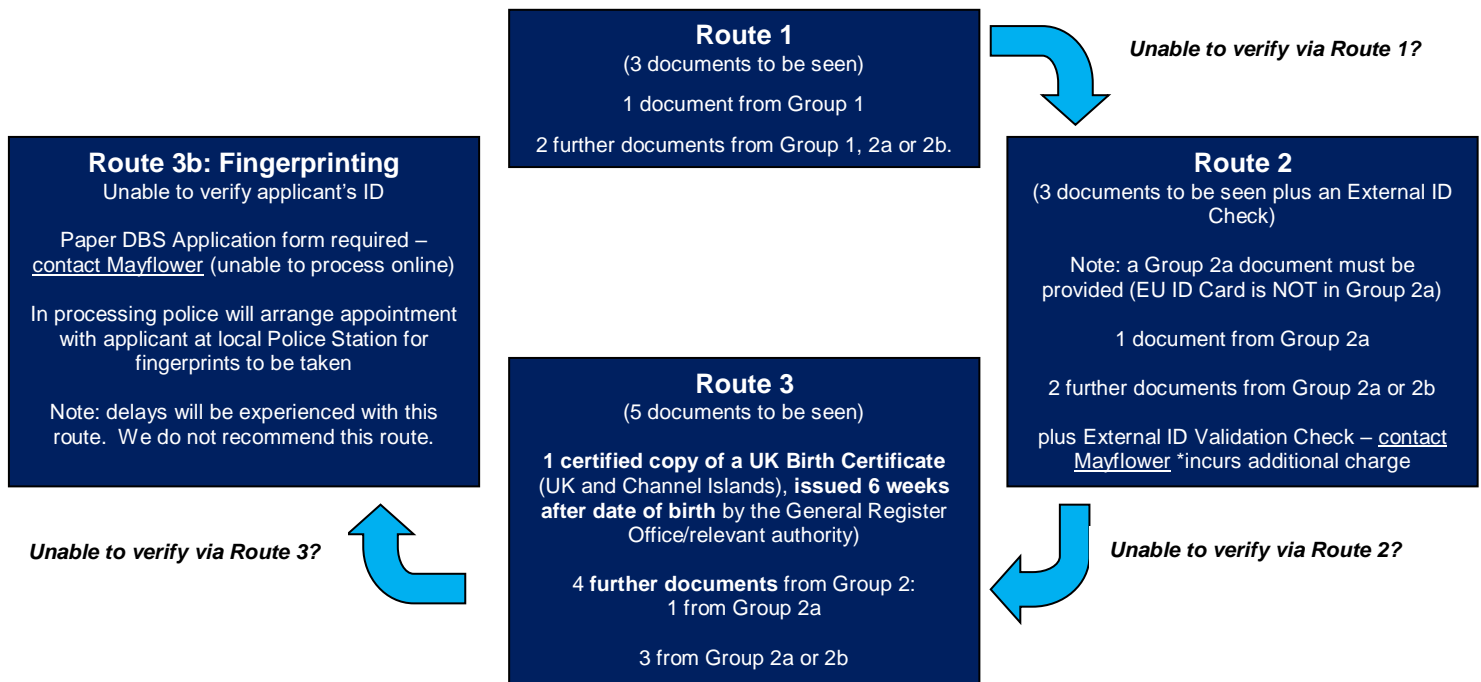 Route 1
(3 documents to be seen)
1 document from Group 1
2 further documents from Group 1, 2a or 2b.
Unable to verify via Route 1?
Route 2
(3 documents to be seen plus an External ID
Check)
Note: a Group 2a document must be
provided (EU ID Card is NOT in Group 2a)
1 document from Group 2a
2 further documents from Group 2a or 2b
plus External ID Validation Check – contact
Mayflower *incurs additional charge
Unable to verify via Route 2?
Route 3
(5 documents to be seen)
1 certified copy of a UK Birth Certificate
(UK and Channel Islands), issued 6 weeks
after date of birth by the General Register
Office/relevant authority)
4 further documents from Group 2:
1 from Group 2a
3 from Group 2a or 2b
Unable to verify via Route 3?
Route 3b: Fingerprinting
Unable to verify applicant's ID
Paper DBS Application form required –
contact Mayflower (unable to process online)
In processing police will arrange appointment
with applicant at local Police Station for
fingerprints to be taken
Note: delays will be experienced with this
route. We do not recommend this route.